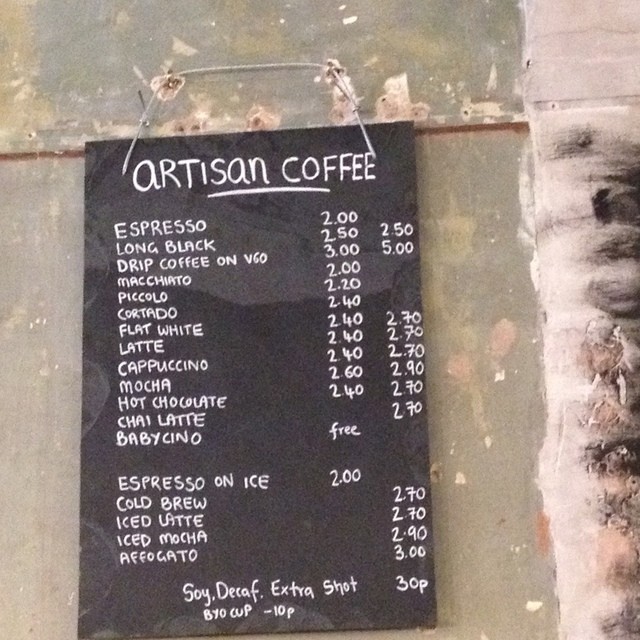 ARTISAN COFFEE
ESPRESSO 2.00
LONG BLACK 2.50 2.50
DRIP COFFEE ON V60 3.00 5.00
MACCHIATO 2.00
PICCOLO 2.20
CORTADO 2.40
FLAT WHITE 2.40 2.70
LATTE 2.40 2.70
CAPPUCCINO 2.40 2.70
MOCHA 2.60 2.90
HOT CHOCOLATE 2.40 2.70
CHAI LATTE 2.70
BABYCINO free
ESPRESSO ON ICE 2.00
COLD BREW 2.70
ICED LATTE 2.70
ICED MOCHA 2.90
AFFOGATO 3.00
Soy, Decaf, Extra Shot 30p
BYO CUP -10p